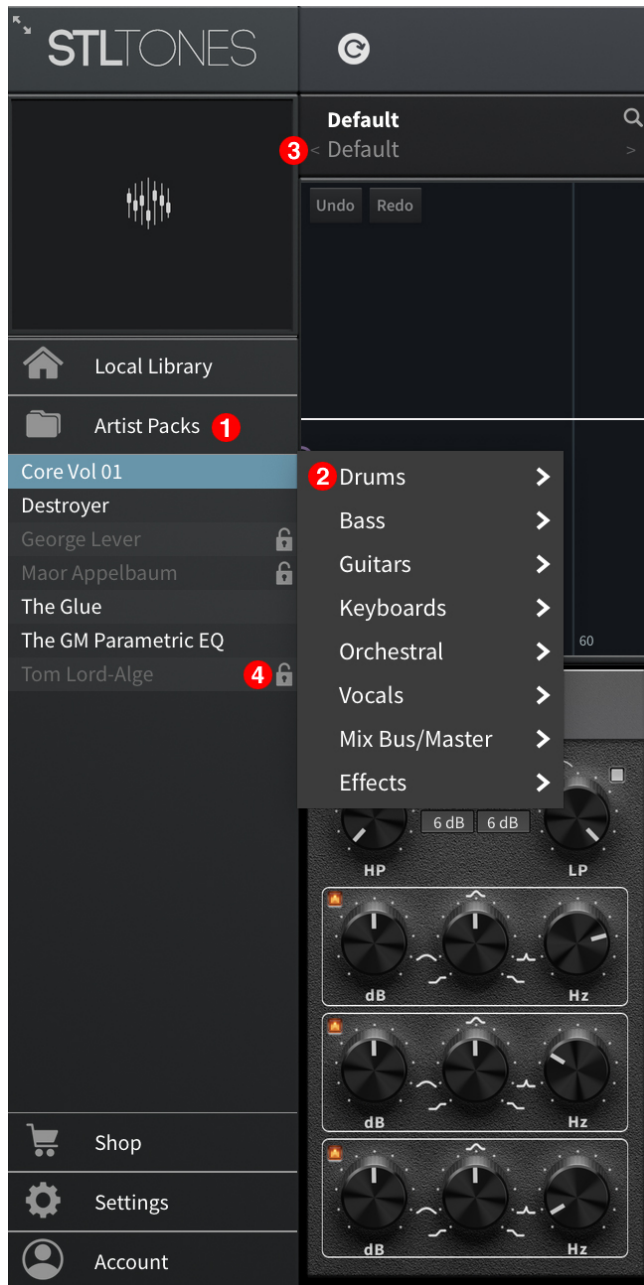 STLTONES
Default
3
< Default >
Undo Redo
Local Library
Artist Packs 1
Core Vol 01
Destroyer
George Lever
Maor Appelbaum
The Glue
The GM Parametric EQ
Tom Lord-Alge 4
2 Drums
Bass
Guitars
Keyboards
Orchestral
Vocals
Mix Bus/Master
Effects
60
6 dB 6 dB
HP LP
dB Hz
dB Hz
dB Hz
Shop
Settings
Account